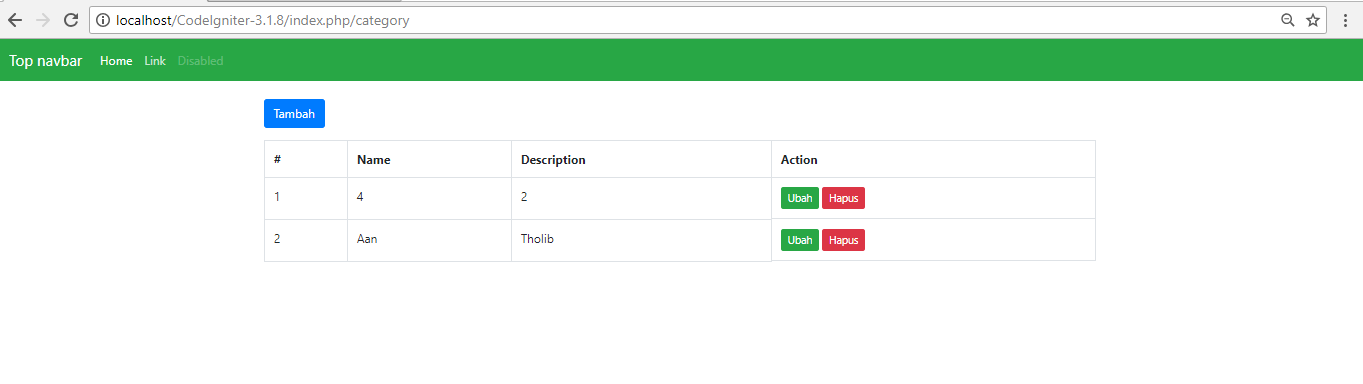 localhost/CodeIgniter-3.1.8/index.php/category
Top navbar Home Link Disabled
Tambah
# Name Description Action
1 4 2 Ubah Hapus
2 Aan Tholib Ubah Hapus